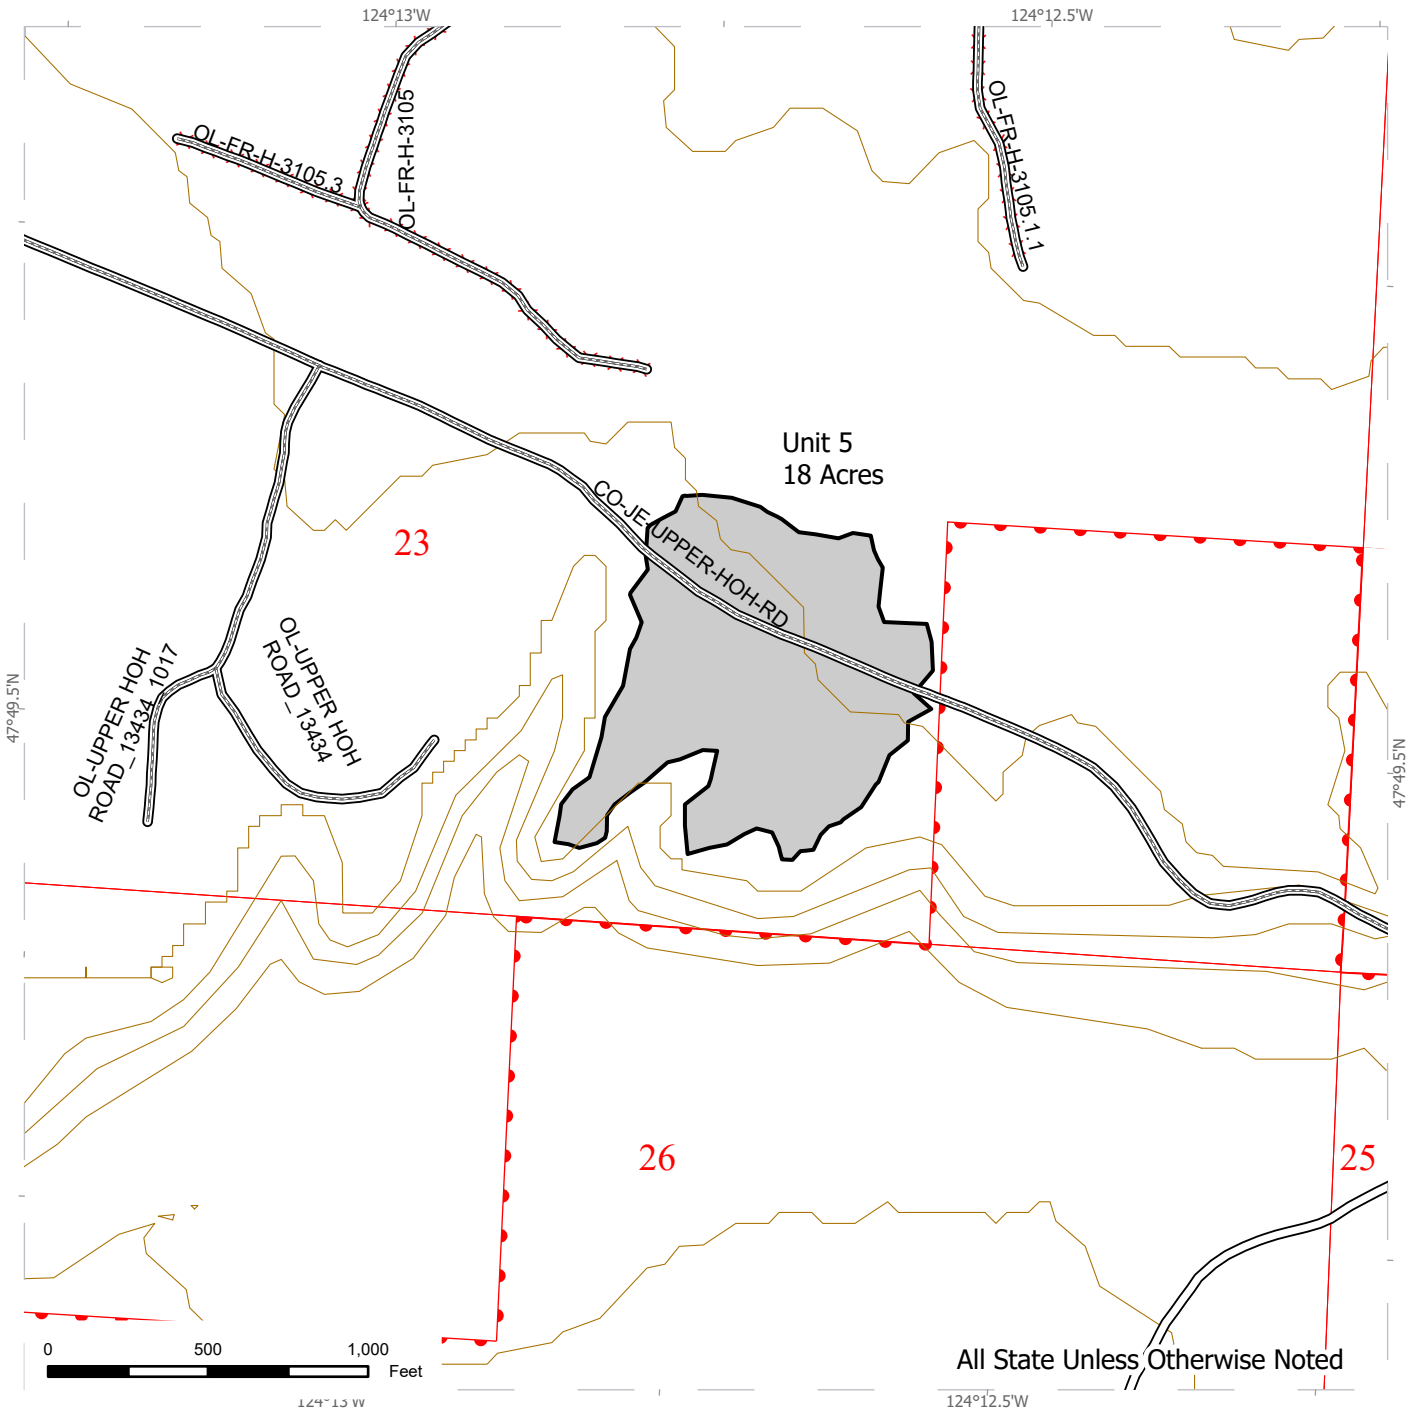 124°13'W
124°12.5'W
OL-FR-H-3105
OL-FR-H-3105.3
OL-FR-H-3105.1.1
Unit 5
18 Acres
CO-JE-UPPER-HOH-RD
23
OL-UPPER HOH
ROAD_13434
OL-UPPER HOH
ROAD_13434_1017
47°49.5'N
47°49.5'N
26
25
0
500
1,000
Feet
All State Unless Otherwise Noted
124°13'W
124°12.5'W